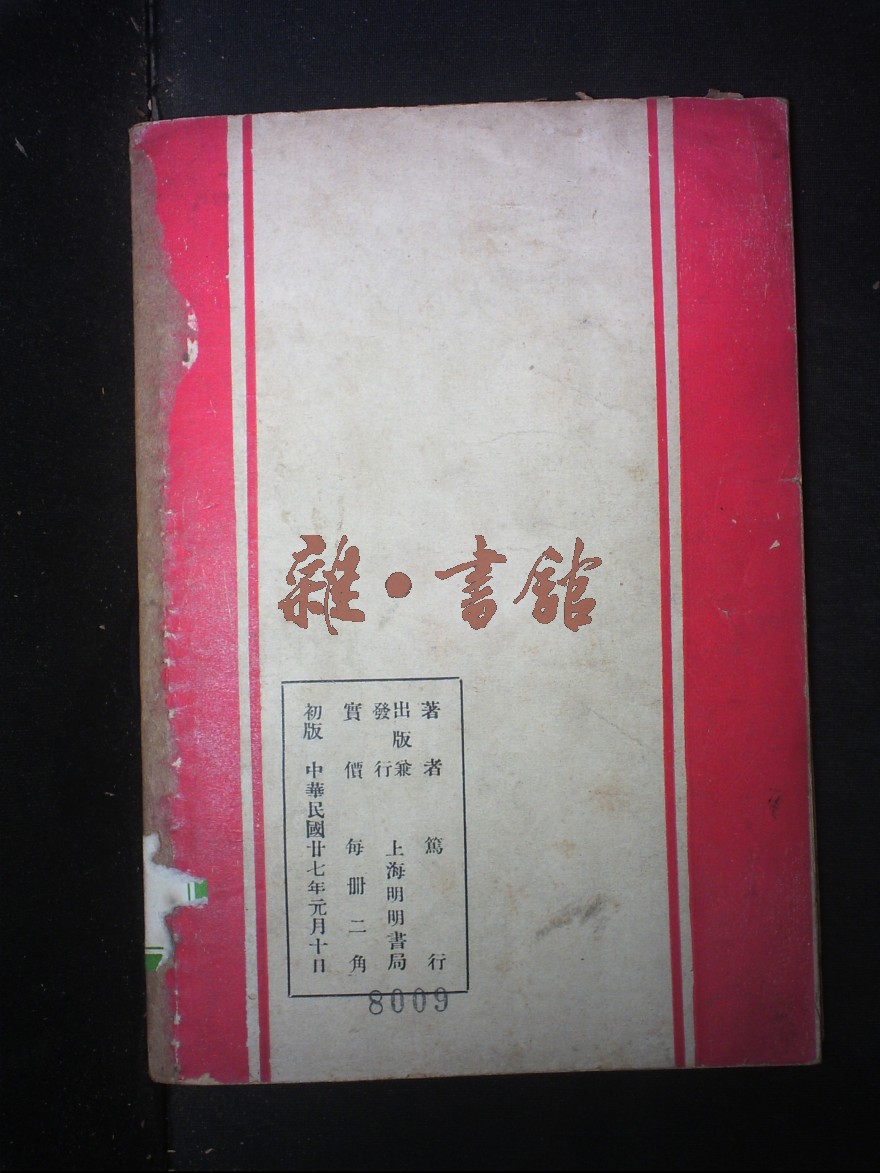 雜·書館
著者 篤行
出版兼發行 上海明明書局
實價 每冊二角
初版 中華民國廿七年元月十日
8009